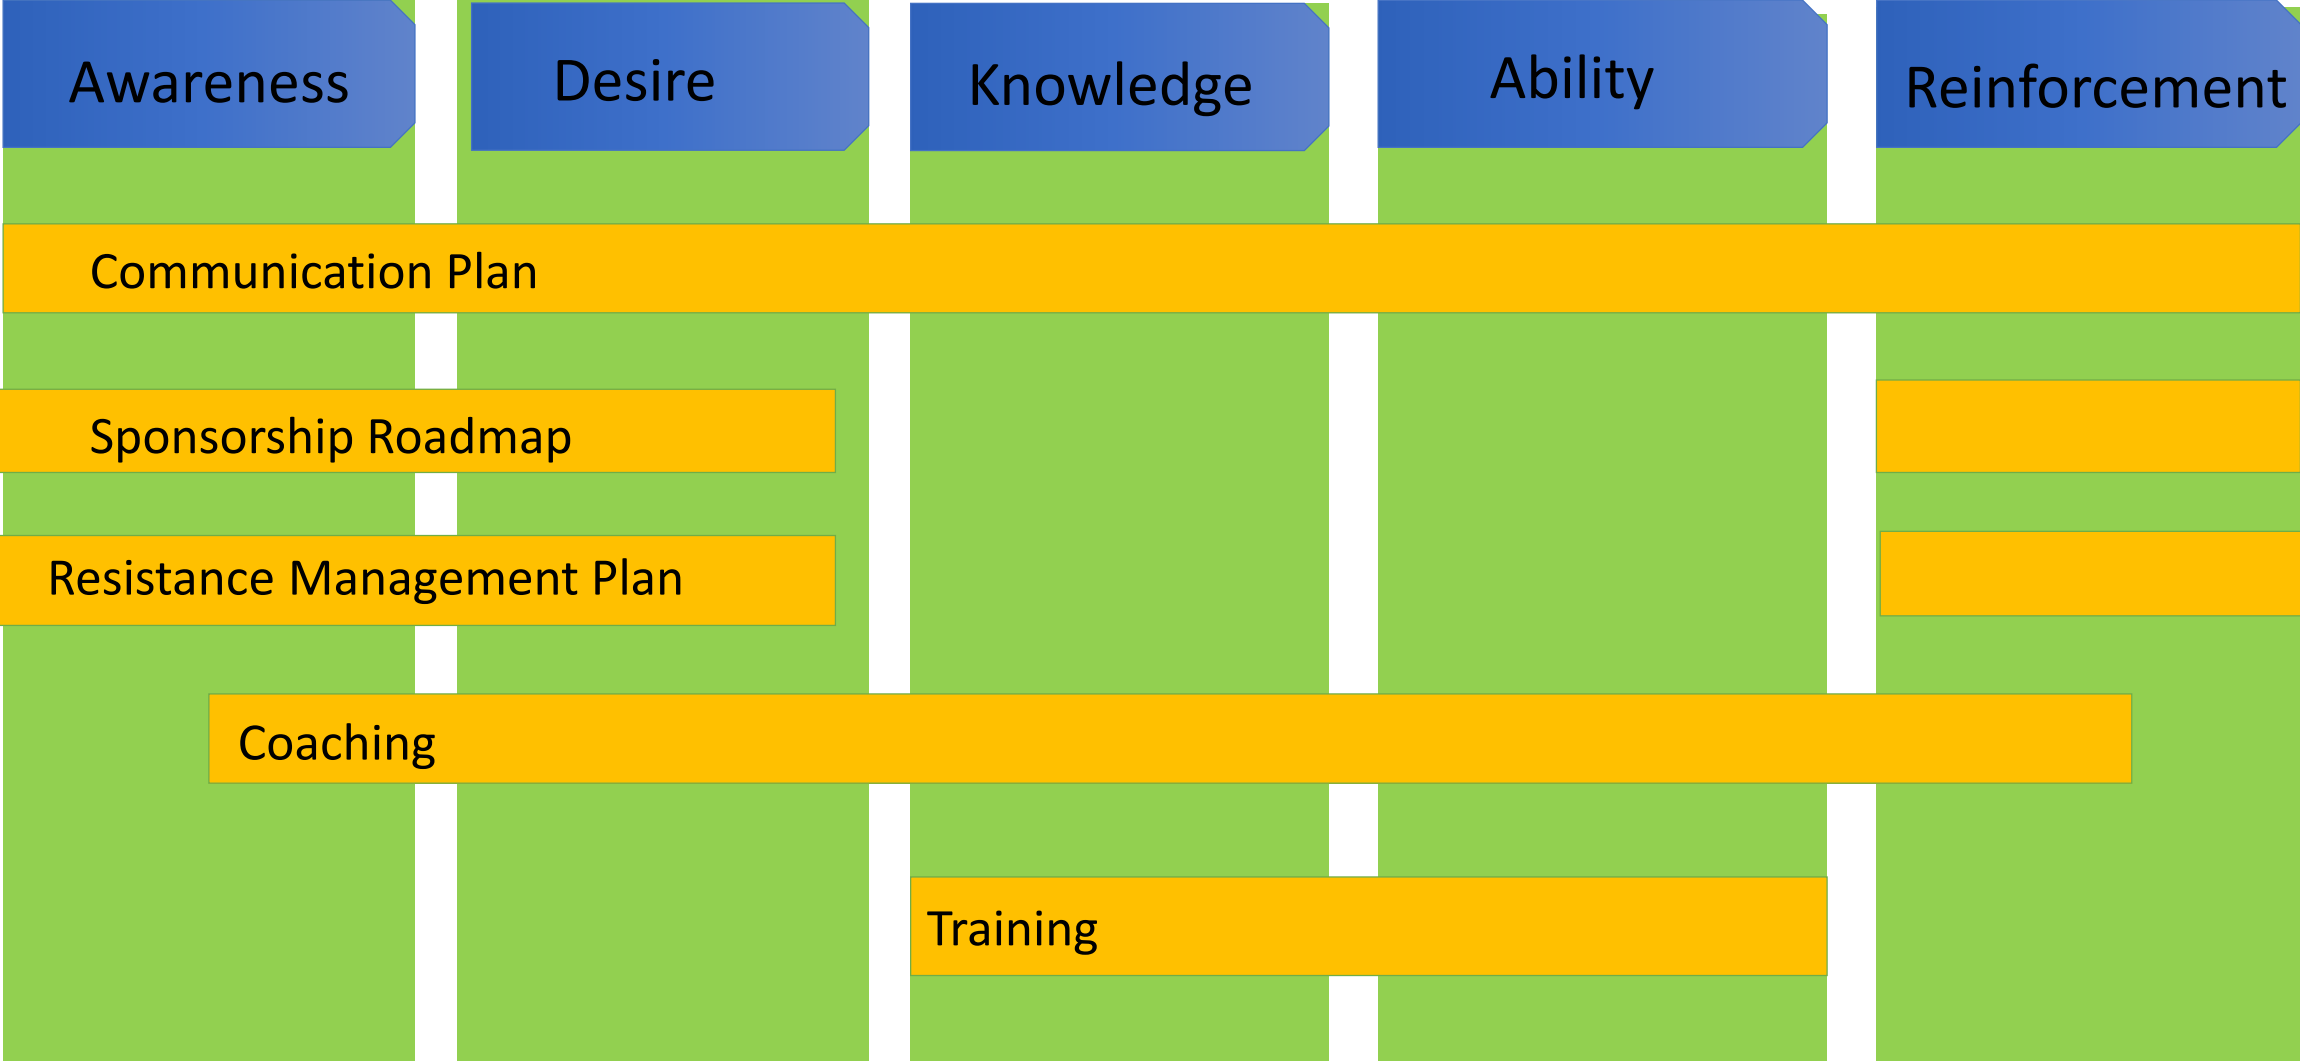 Awareness
Desire
Knowledge
Ability
Reinforcement
Communication Plan
Sponsorship Roadmap
Resistance Management Plan
Coaching
Training